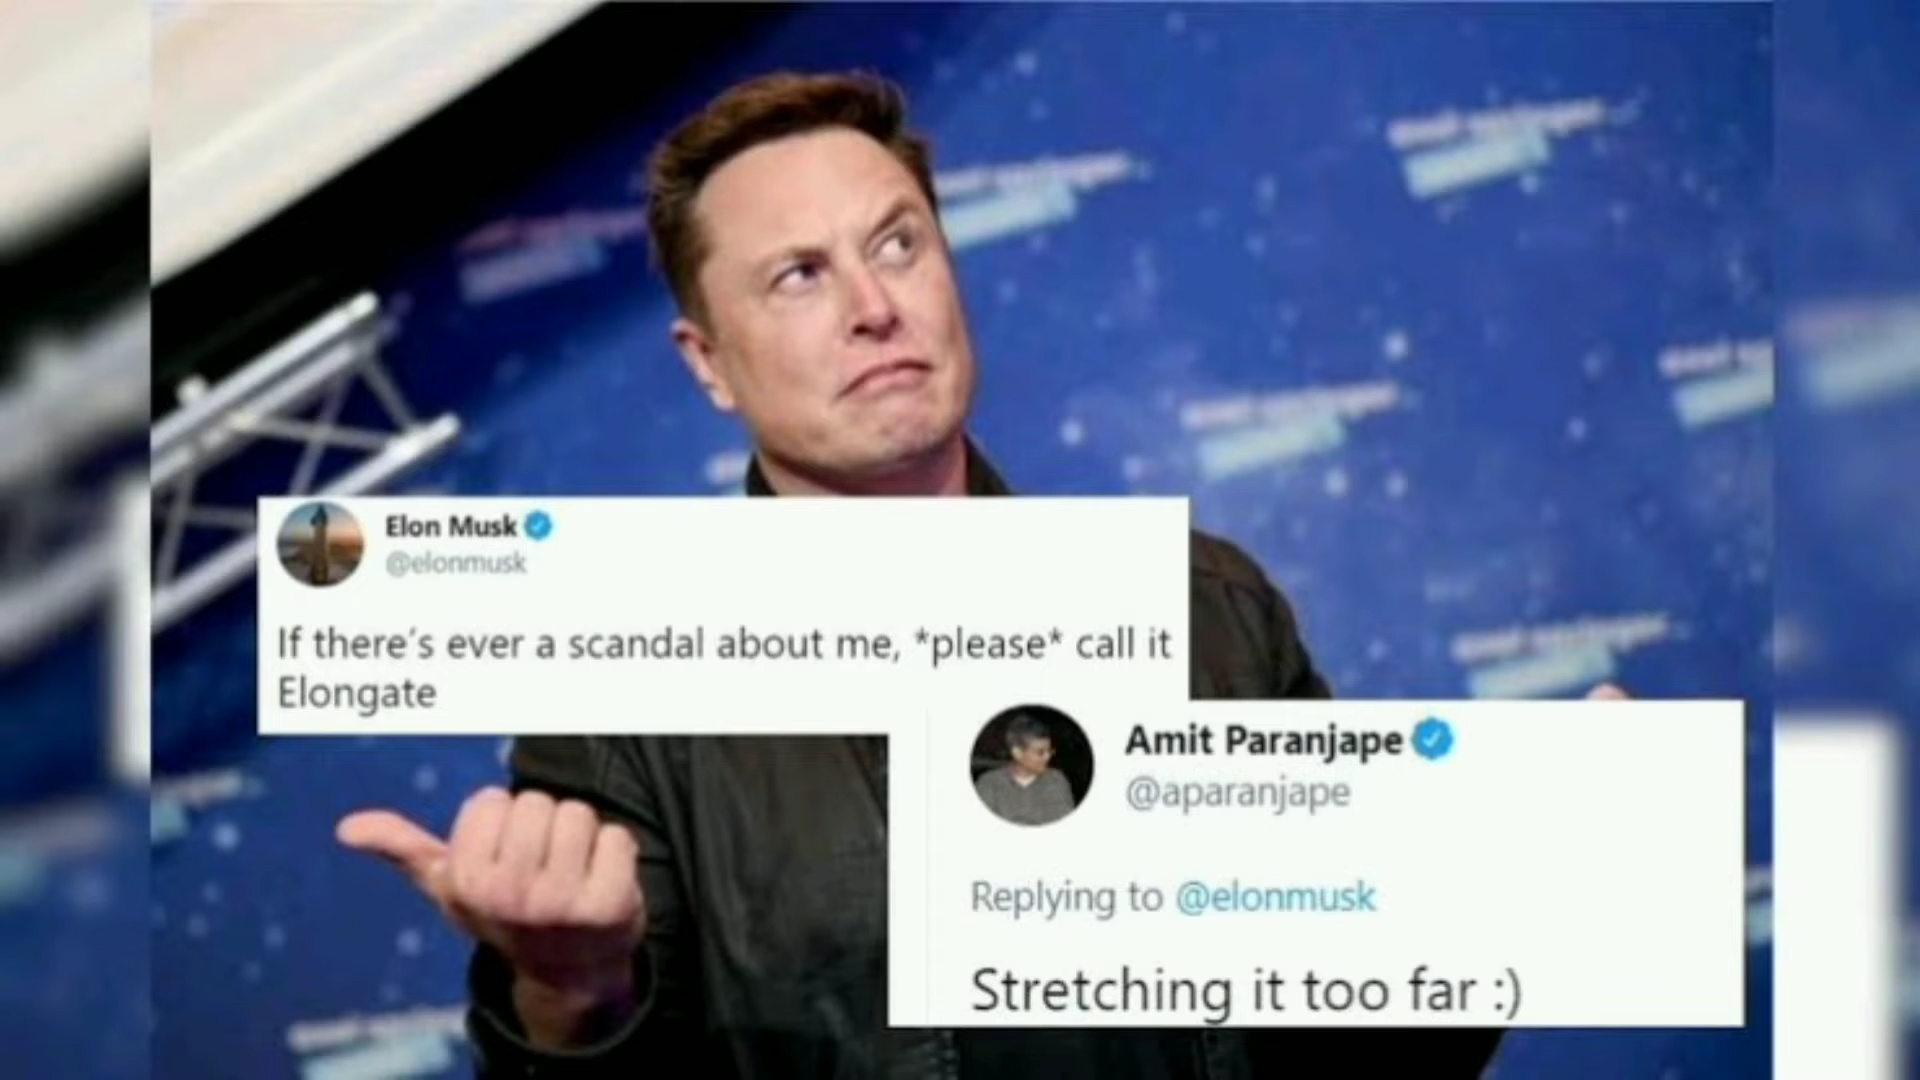 Elon Musk
@elonmusk
If there's ever a scandal about me, *please* call it
Elongate
Amit Paranjape
@aparanjape
Replying to @elonmusk
Stretching it too far :)